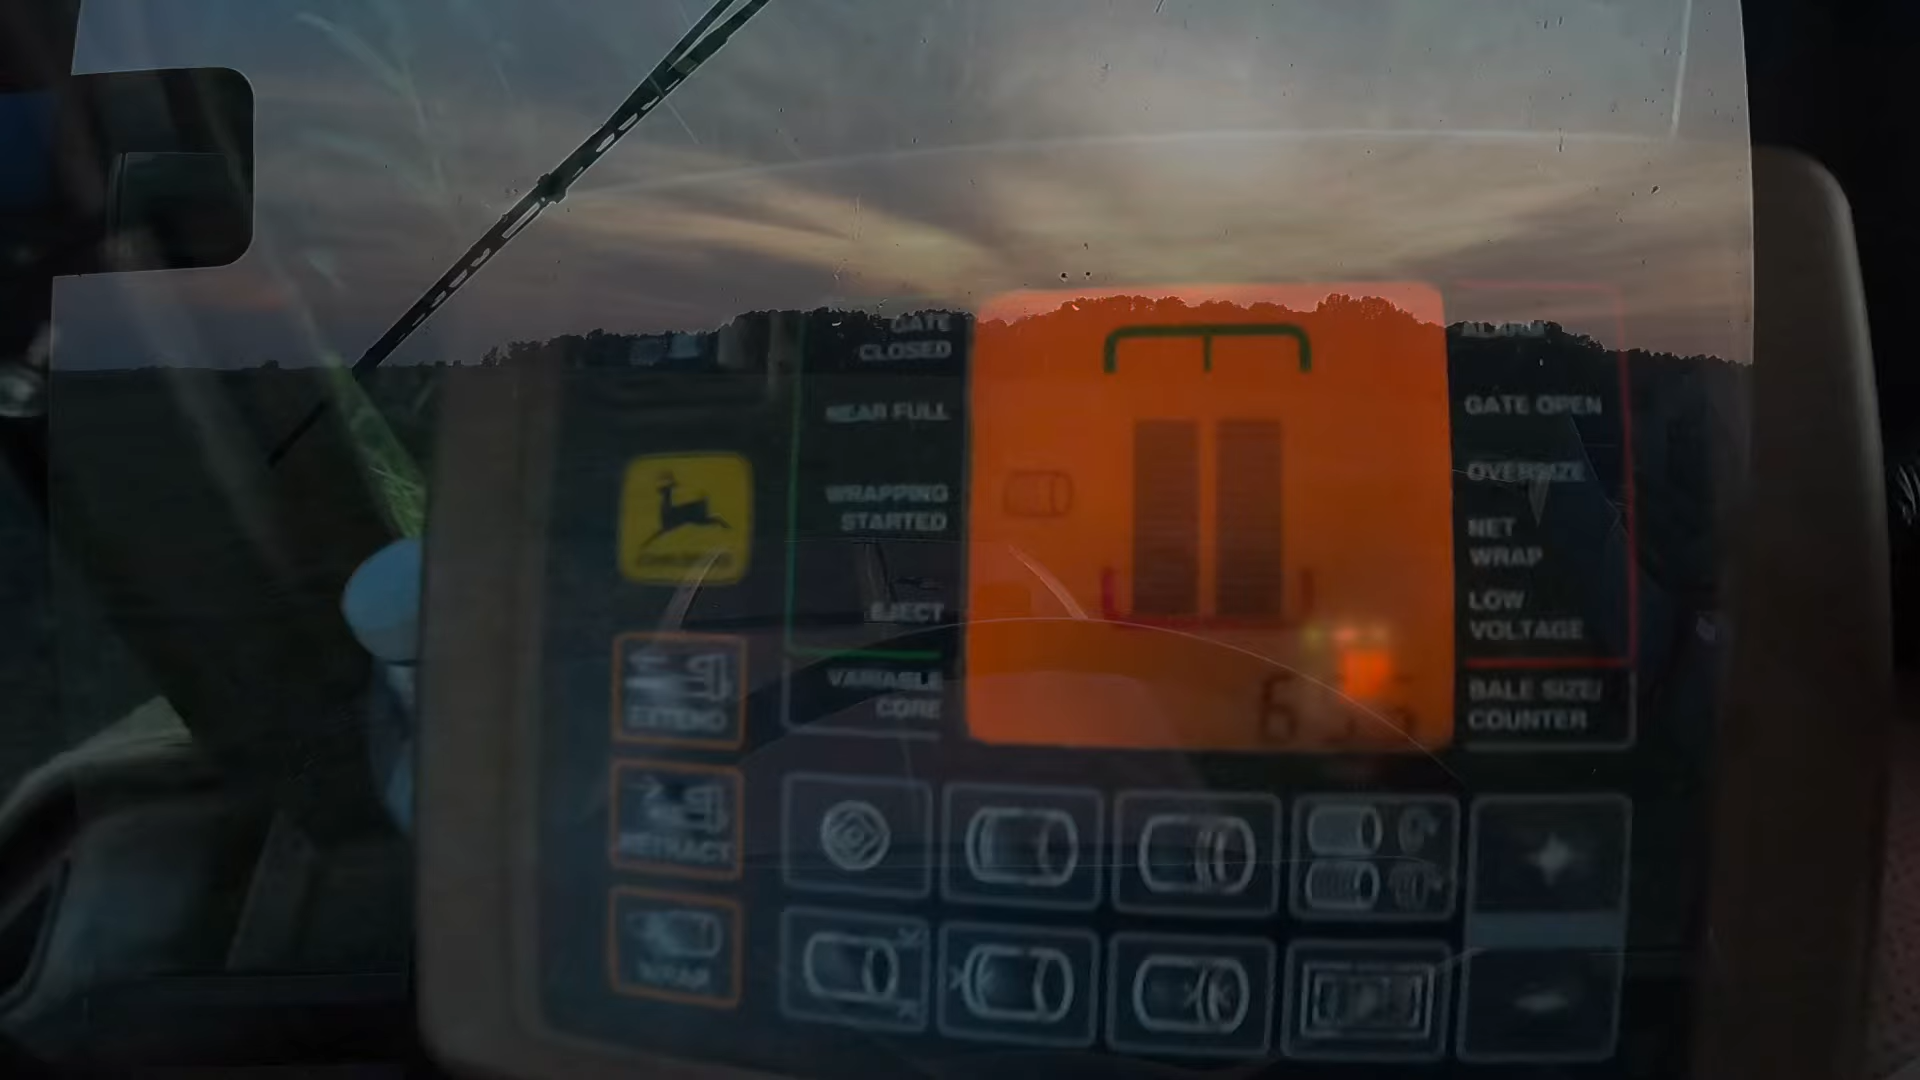 GATE
CLOSED
NEAR FULL
WRAPPING
STARTED
EJECT
VARIABLE
CORE
ALARM
GATE OPEN
OVERSIZE
NET
WRAP
LOW
VOLTAGE
BALE SIZE/
COUNTER
EXTEND
RETRACT
WRAP